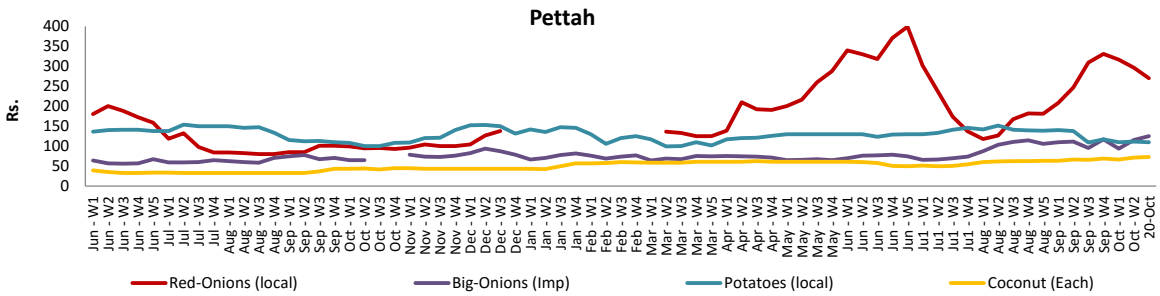 Pettah
Rs.
400
350
300
250
200
150
100
50
0
Jun - W1
Jun - W2
Jun - W3
Jun - W4
Jun - W5
Jul - W1
Jul - W2
Jul - W3
Jul - W4
Aug - W1
Aug - W2
Aug - W3
Aug - W4
Sep - W1
Sep - W2
Sep - W3
Sep - W4
Oct - W1
Oct - W2
Oct - W3
Oct - W4
Nov - W1
Nov - W2
Nov - W3
Nov - W4
Dec - W1
Dec - W2
Dec - W3
Dec - W4
Jan - W1
Jan - W2
Jan - W3
Jan - W4
Feb - W1
Feb - W2
Feb - W3
Feb - W4
Mar - W1
Mar - W2
Mar - W3
Mar - W4
Mar - W5
Apr - W1
Apr - W2
Apr - W3
Apr - W4
May - W1
May - W2
May - W3
May - W4
Jun - W1
Jun - W2
Jun - W3
Jun - W4
Jun - W5
Jul1 - W1
Jul1 - W2
Jul1 - W3
Jul1 - W4
Aug - W1
Aug - W2
Aug - W3
Aug - W4
Aug - W5
Sep - W1
Sep - W2
Sep - W3
Sep - W4
Oct - W1
Oct - W2
20-Oct
Red-Onions (local)
Big-Onions (Imp)
Potatoes (local)
Coconut (Each)